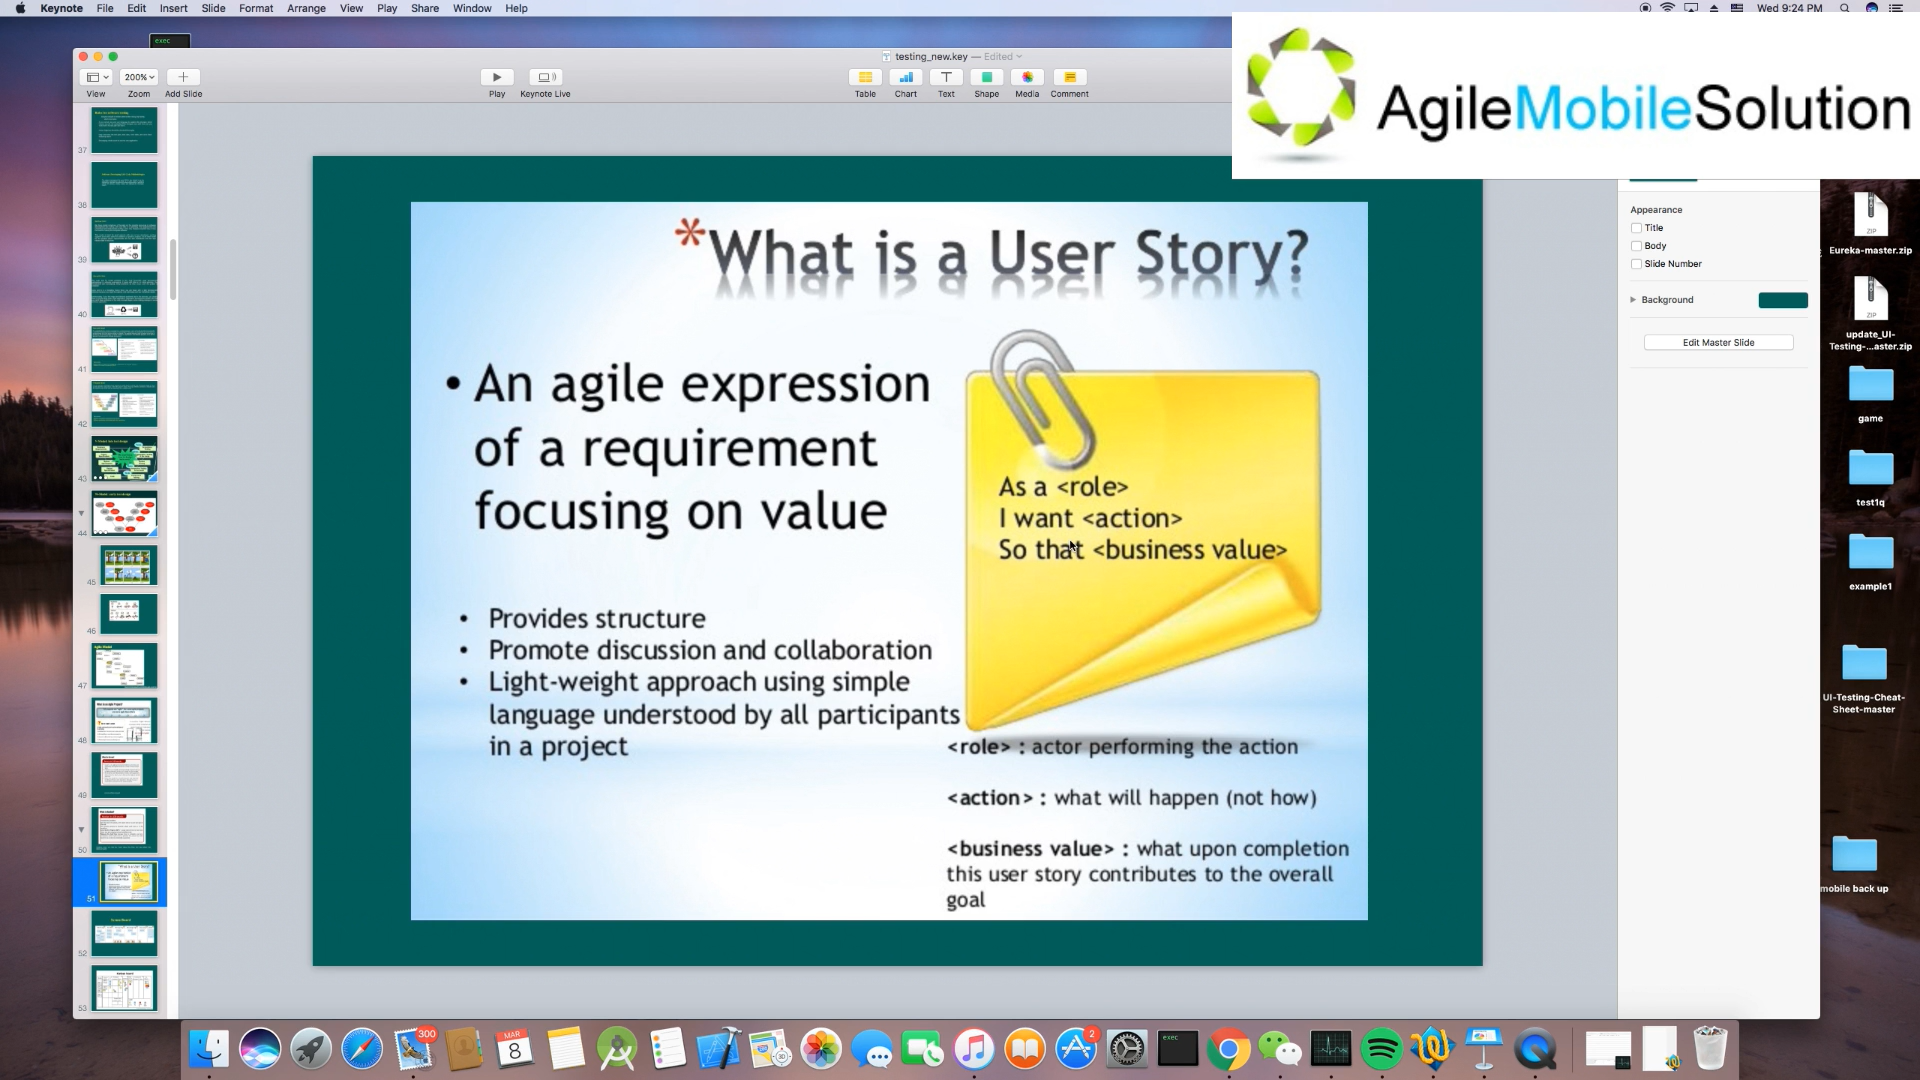 Keynote File Edit Insert Slide Format Arrange View Play Share Window Help
Wed 9:24 PM
exec
testing_new.key — Edited
200%
View Zoom Add Slide
Play Keynote Live
Table Chart Text Shape Media Comment
AgileMobileSolution
37
38
39
40
41
42
43
44
45
46
47
48
49
50
51
52
53
*What is a User Story?
• An agile expression
of a requirement
focusing on value
• Provides structure
• Promote discussion and collaboration
• Light-weight approach using simple
language understood by all participants
in a project
As a <role>
I want <action>
So that <business value>
<role> : actor performing the action
<action> : what will happen (not how)
<business value> : what upon completion
this user story contributes to the overall
goal
Appearance
Title
Body
Slide Number
Background
Edit Master Slide
ZIP
Eureka-master.zip
ZIP
update_UI-
Testing-...aster.zip
game
test1q
example1
UI-Testing-Cheat-
Sheet-master
mobile back up
300
MAR
8
2
exec